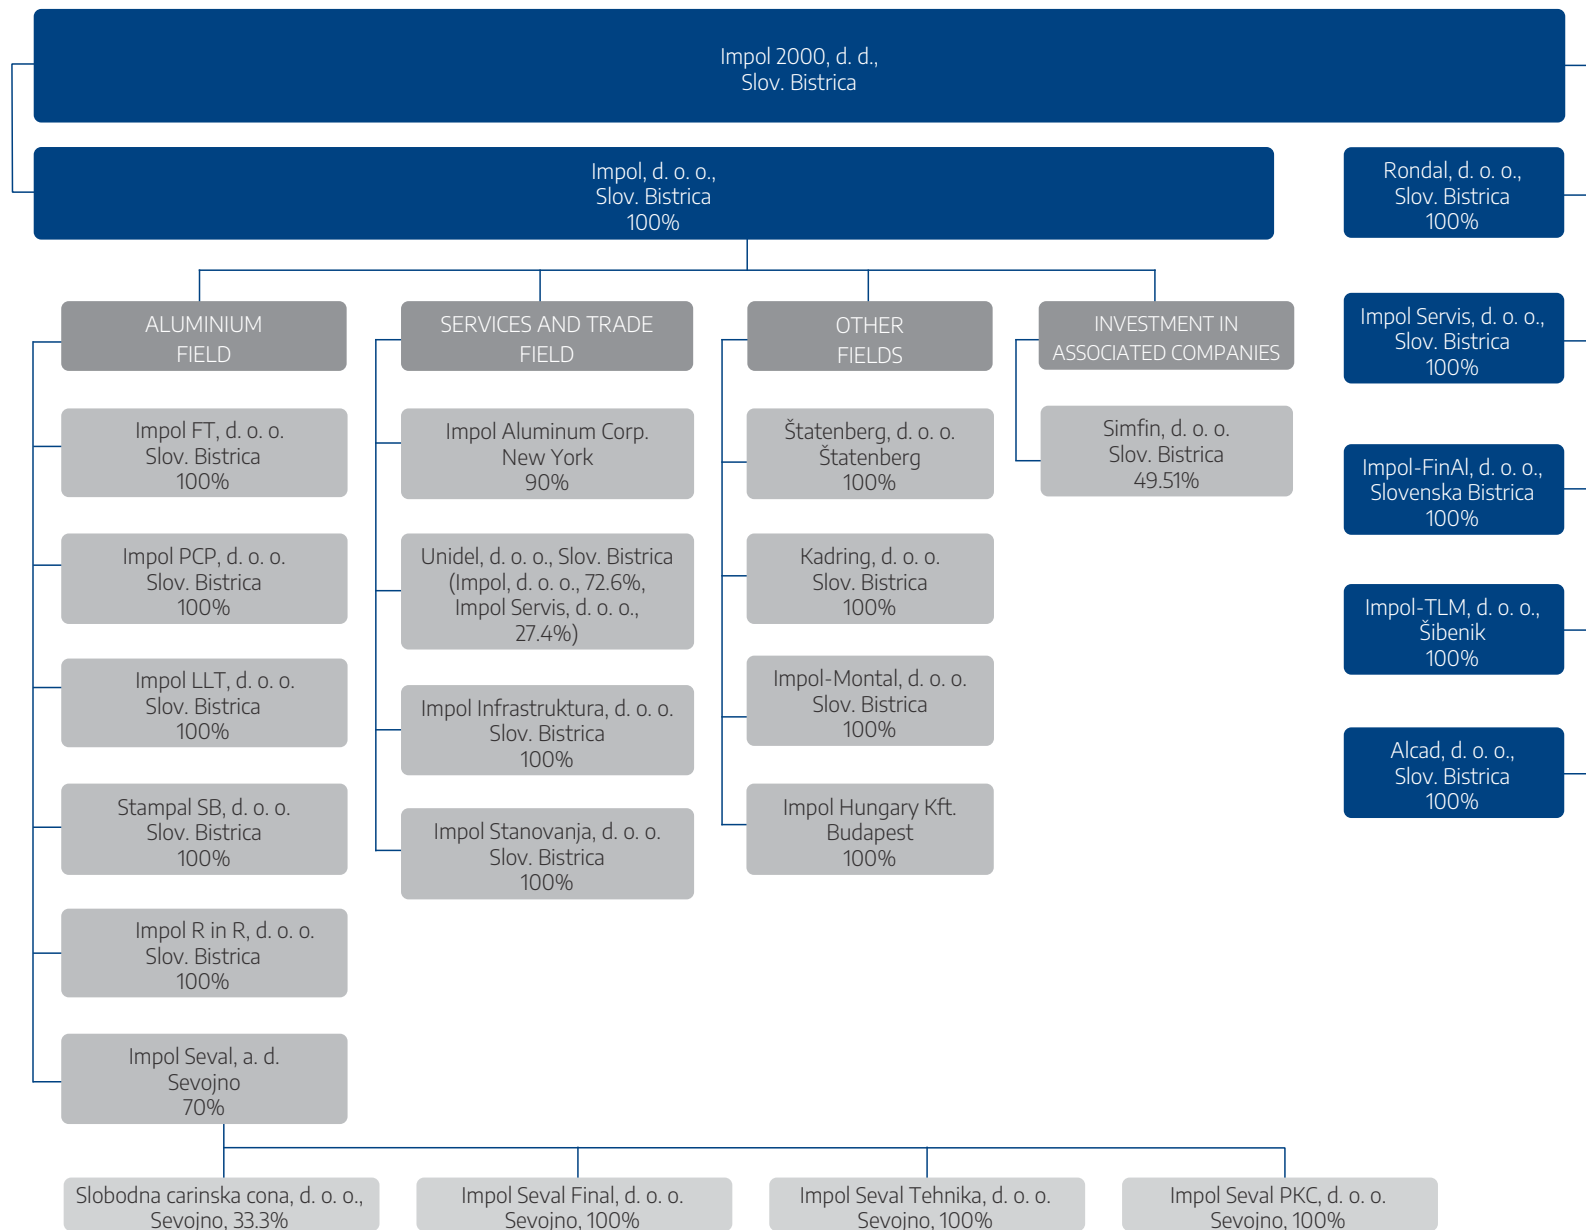 Impol 2000, d. d.,
Slov. Bistrica
Impol, d. o. o.,
Slov. Bistrica
100%
Rondal, d. o. o.,
Slov. Bistrica
100%
Impol Servis, d. o. o.,
Slov. Bistrica
100%
Impol-FinAl, d. o. o.,
Slovenska Bistrica
100%
Impol-TLM, d. o. o.,
Šibenik
100%
Alcad, d. o. o.,
Slov. Bistrica
100%
ALUMINIUM
FIELD
Impol FT, d. o. o.
Slov. Bistrica
100%
Impol PCP, d. o. o.
Slov. Bistrica
100%
Impol LLT, d. o. o.
Slov. Bistrica
100%
Stampal SB, d. o. o.
Slov. Bistrica
100%
Impol R in R, d. o. o.
Slov. Bistrica
100%
Impol Seval, a. d.
Sevojno
70%
SERVICES AND TRADE
FIELD
Impol Aluminum Corp.
New York
90%
Unidel, d. o. o., Slov. Bistrica
(Impol, d. o. o., 72.6%,
Impol Servis, d. o. o.,
27.4%)
Impol Infrastruktura, d. o. o.
Slov. Bistrica
100%
Impol Stanovanja, d. o. o.
Slov. Bistrica
100%
OTHER
FIELDS
Štatenberg, d. o. o.
Štatenberg
100%
Kadring, d. o. o.
Slov. Bistrica
100%
Impol-Montal, d. o. o.
Slov. Bistrica
100%
Impol Hungary Kft.
Budapest
100%
INVESTMENT IN
ASSOCIATED COMPANIES
Simfin, d. o. o.
Slov. Bistrica
49.51%
Slobodna carinska cona, d. o. o.,
Sevojno, 33.3%
Impol Seval Final, d. o. o.
Sevojno, 100%
Impol Seval Tehnika, d. o. o.
Sevojno, 100%
Impol Seval PKC, d. o. o.
Sevojno, 100%